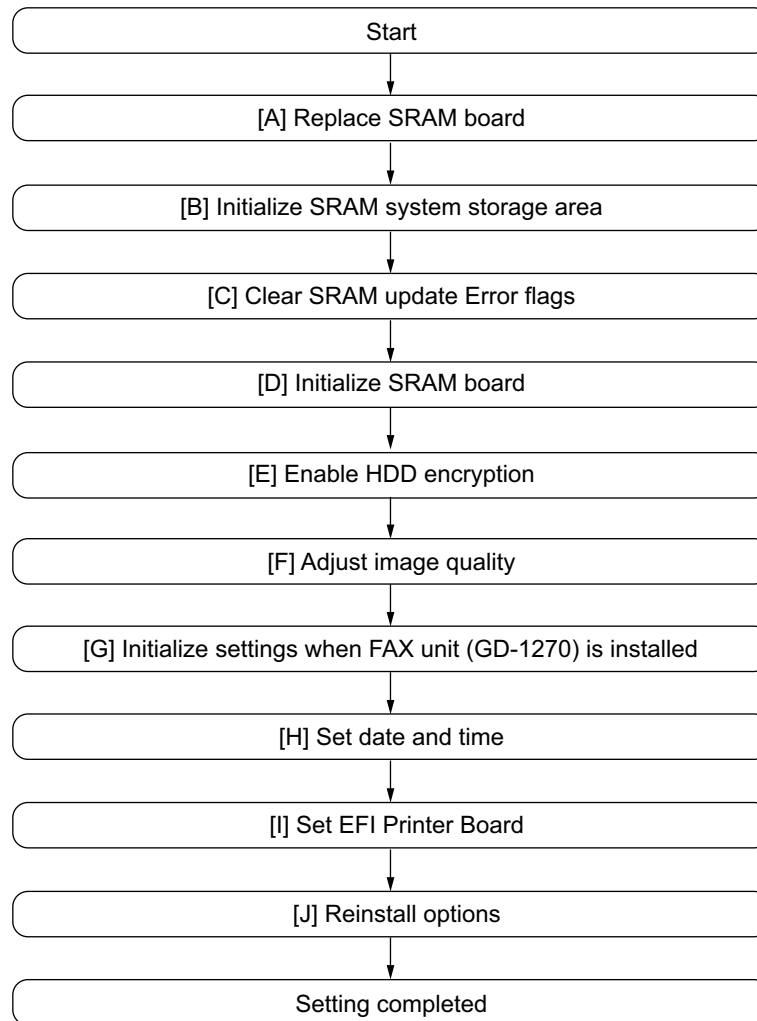 Start
[A] Replace SRAM board
[B] Initialize SRAM system storage area
[C] Clear SRAM update Error flags
[D] Initialize SRAM board
[E] Enable HDD encryption
[F] Adjust image quality
[G] Initialize settings when FAX unit (GD-1270) is installed
[H] Set date and time
[I] Set EFI Printer Board
[J] Reinstall options
Setting completed